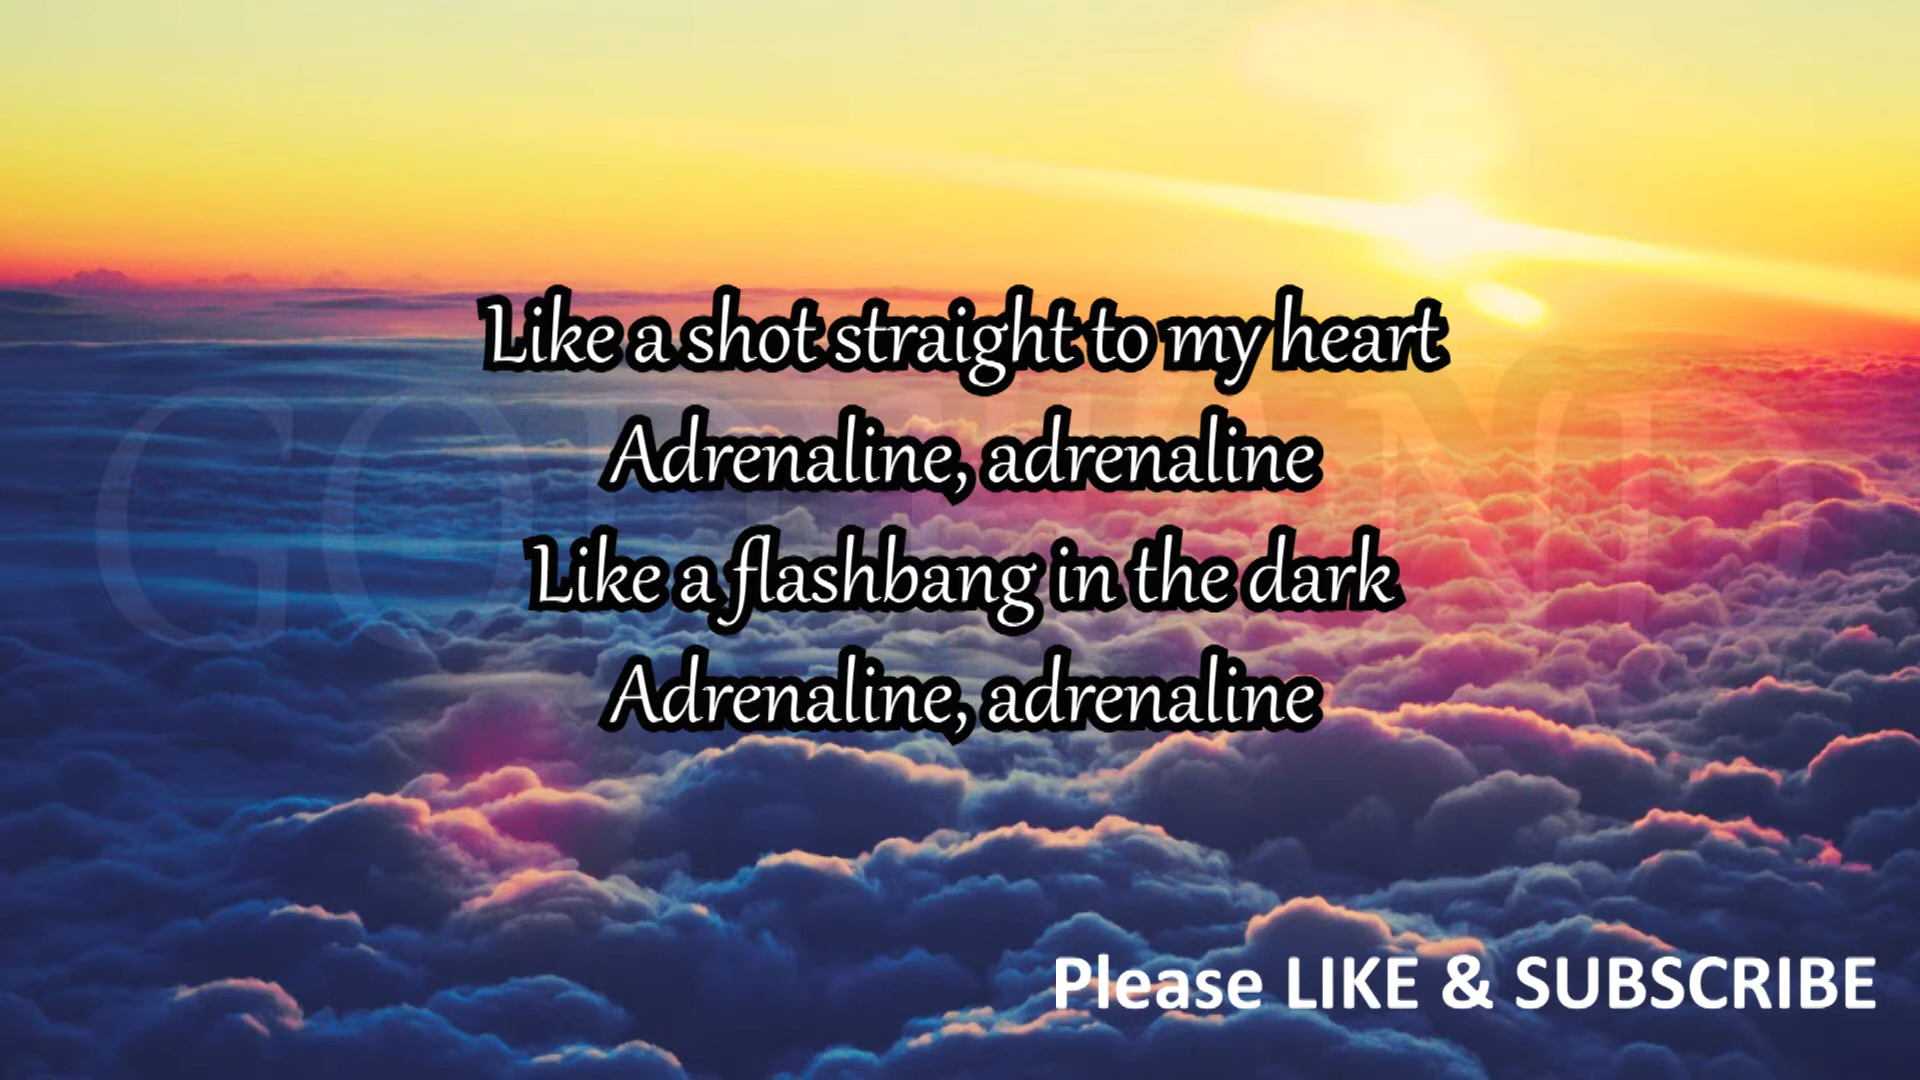 Like a shot straight to my heart
Adrenaline, adrenaline
Like a flashbang in the dark
Adrenaline, adrenaline
Please LIKE & SUBSCRIBE